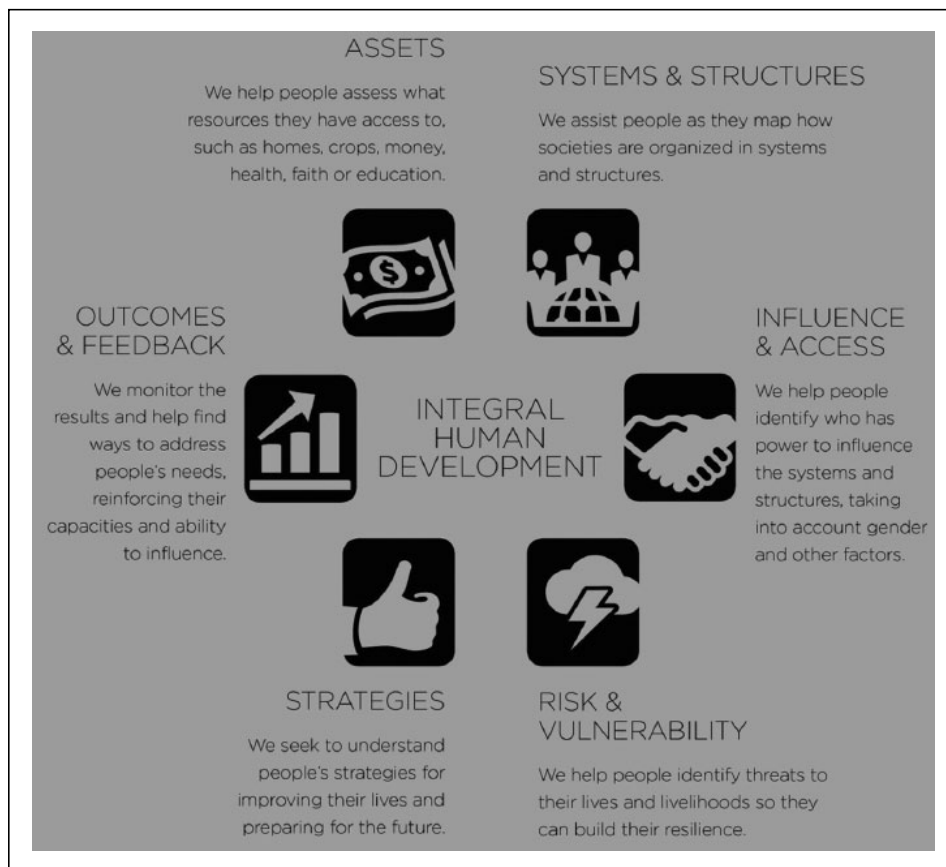 ASSETS
We help people assess what
resources they have access to,
such as homes, crops, money,
health, faith or education.
SYSTEMS & STRUCTURES
We assist people as they map how
societies are organized in systems
and structures.
$
OUTCOMES
& FEEDBACK
We monitor the
results and help find
ways to address
people's needs,
reinforcing their
capacities and ability
to influence.
INTEGRAL
HUMAN
DEVELOPMENT
INFLUENCE
& ACCESS
We help people
identify who has
power to influence
the systems and
structures, taking
into account gender
and other factors.
STRATEGIES
We seek to understand
people's strategies for
improving their lives and
preparing for the future.
RISK &
VULNERABILITY
We help people identify threats to
their lives and livelihoods so they
can build their resilience.